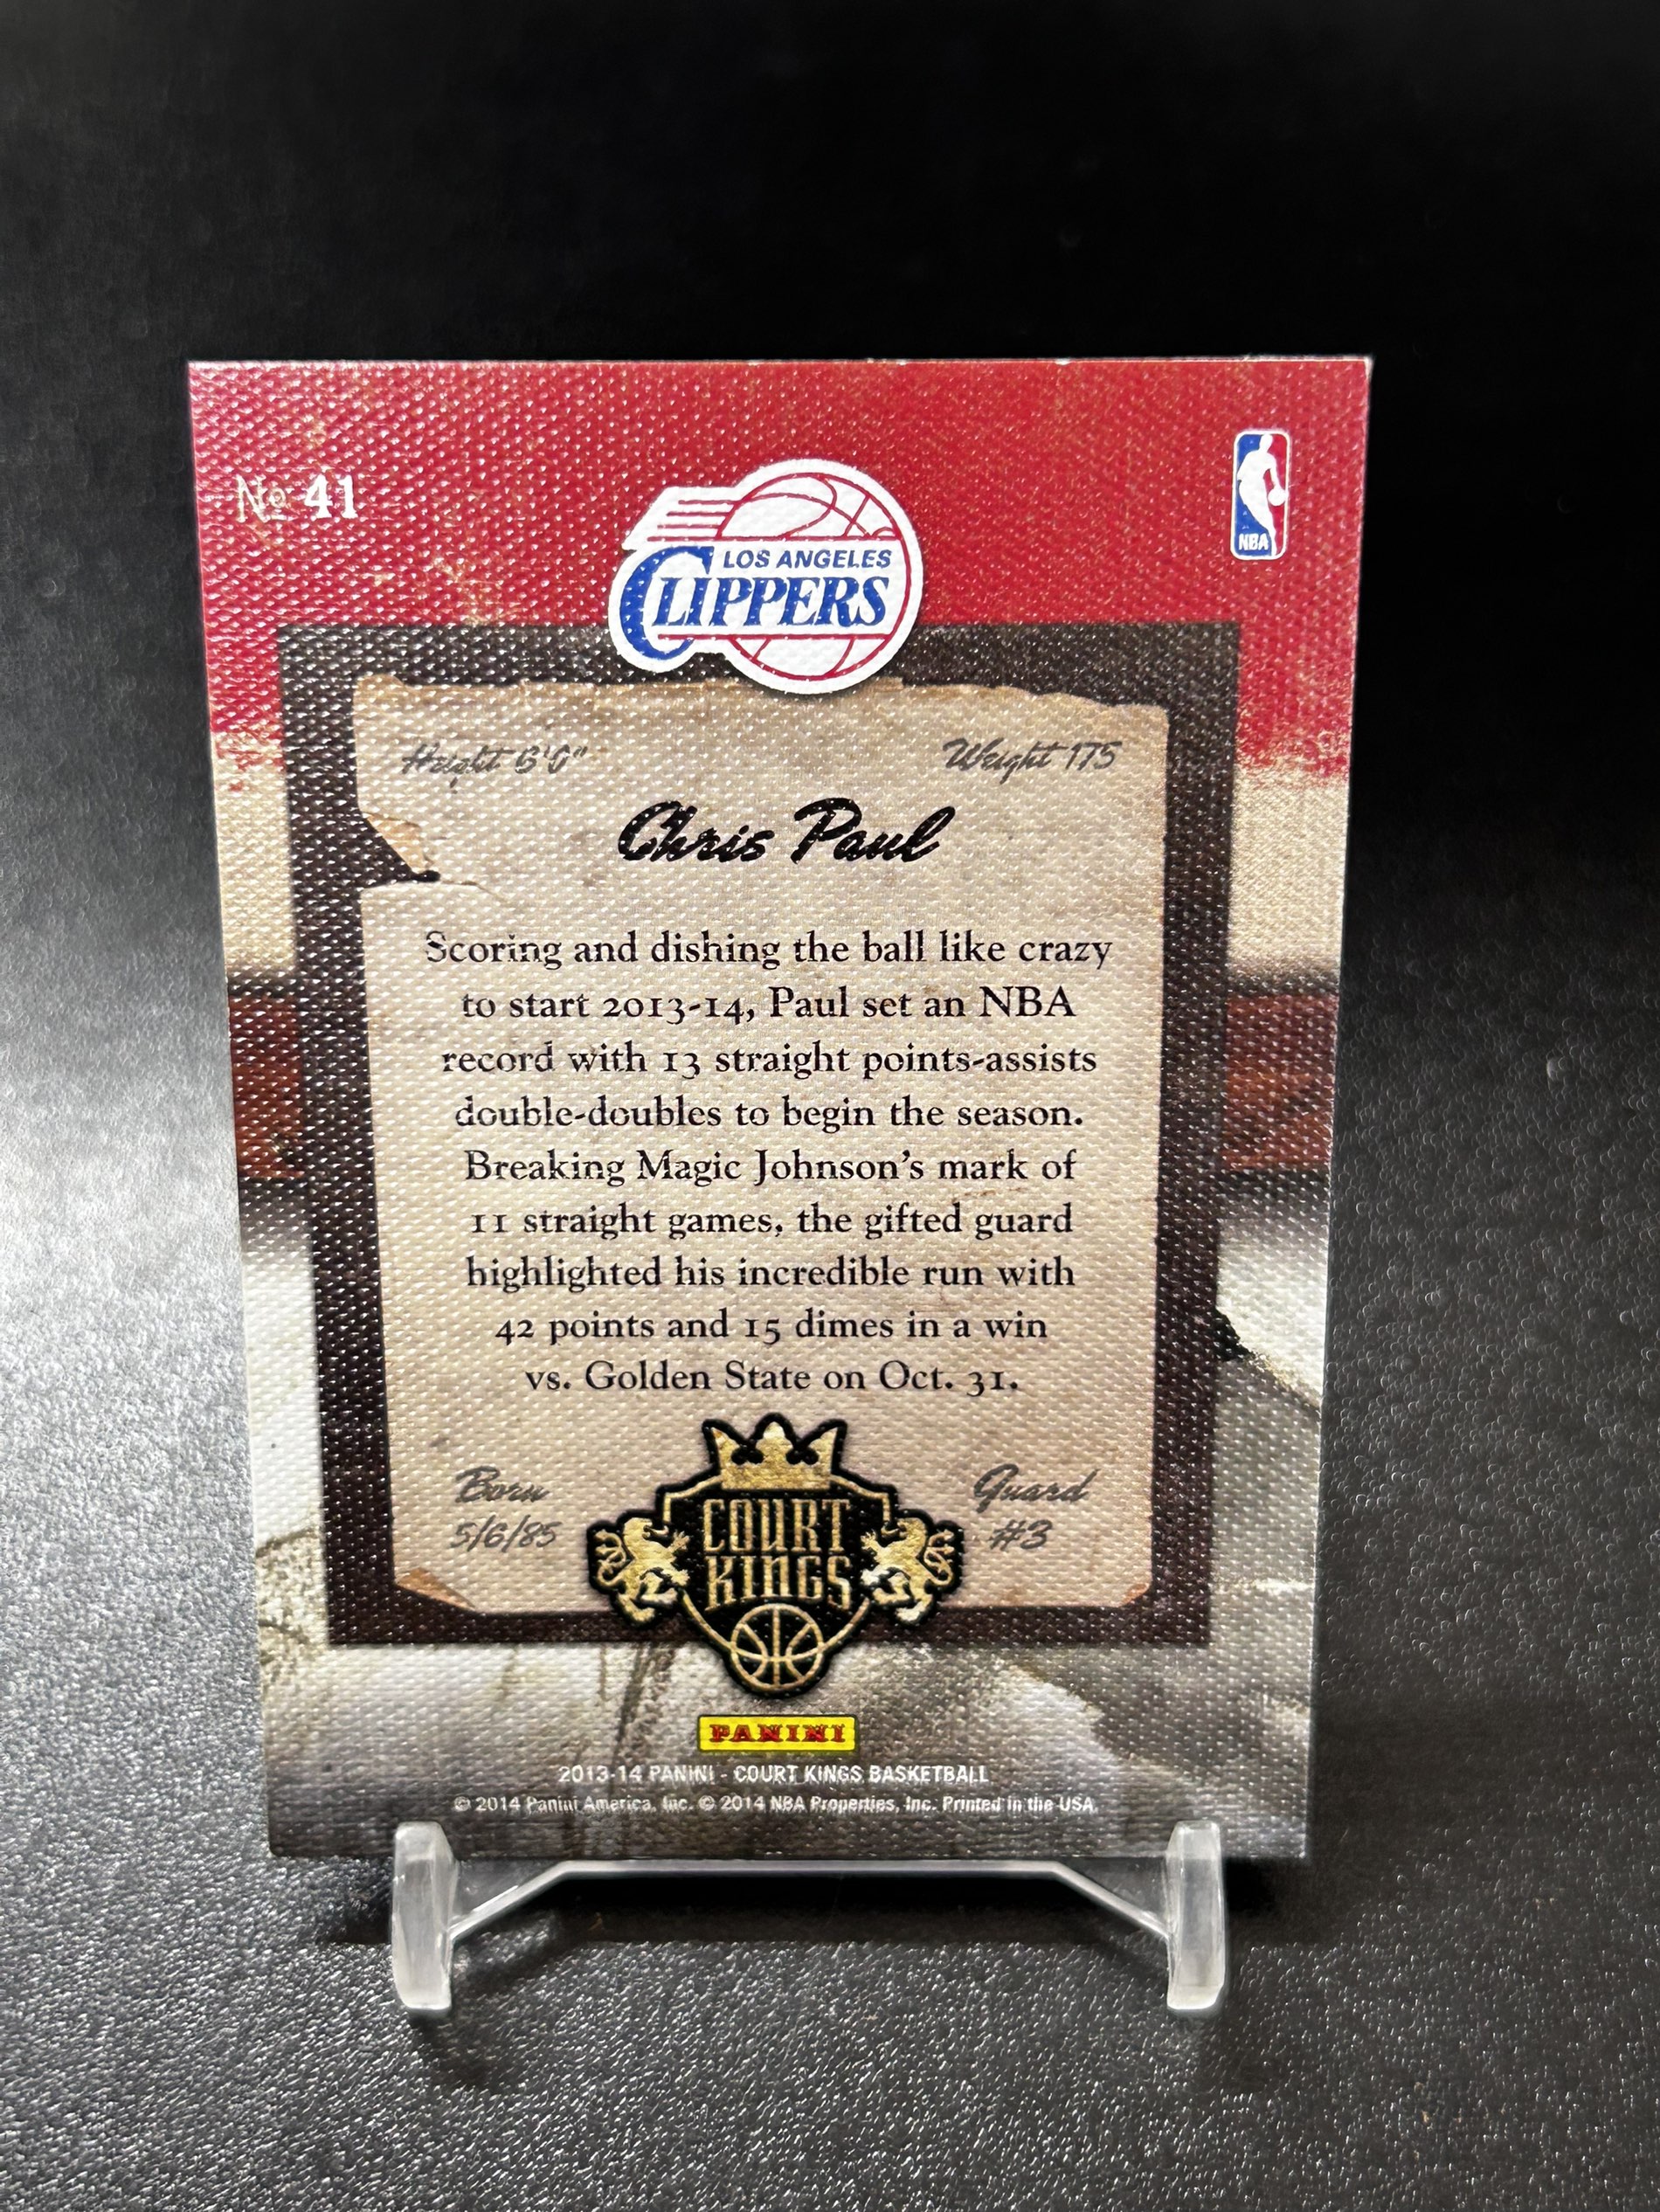 No 41
NBA
LOS ANGELES
CLIPPERS
Height 6'0" Weight 175
Chris Paul
Scoring and dishing the ball like crazy
to start 2013-14, Paul set an NBA
record with 13 straight points-assists
double-doubles to begin the season.
Breaking Magic Johnson's mark of
11 straight games, the gifted guard
highlighted his incredible run with
42 points and 15 dimes in a win
vs. Golden State on Oct. 31.
Born
5/6/85
Guard
#3
COURT
KINGS
PANINI
2013-14 PANINI - COURT KINGS BASKETBALL
© 2014 Panini America, Inc. © 2014 NBA Properties, Inc. Printed in the USA.